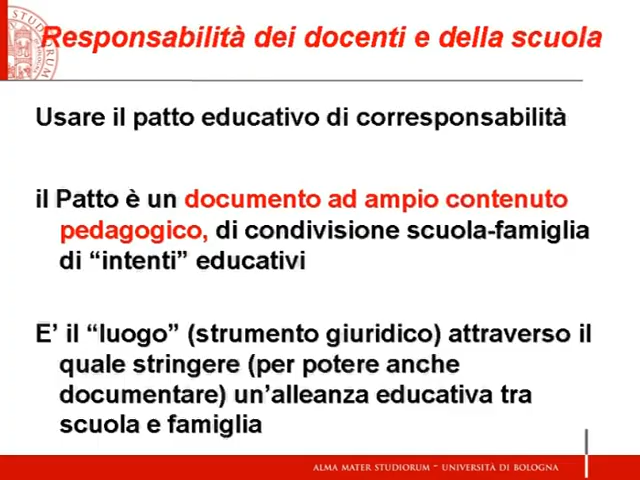 Responsabilità dei docenti e della scuola
Usare il patto educativo di corresponsabilità
il Patto è un documento ad ampio contenuto
pedagogico, di condivisione scuola-famiglia
di “intenti” educativi
E’ il “luogo” (strumento giuridico) attraverso il
quale stringere (per potere anche
documentare) un’alleanza educativa tra
scuola e famiglia
ALMA MATER STUDIORUM ~ UNIVERSITÀ DI BOLOGNA